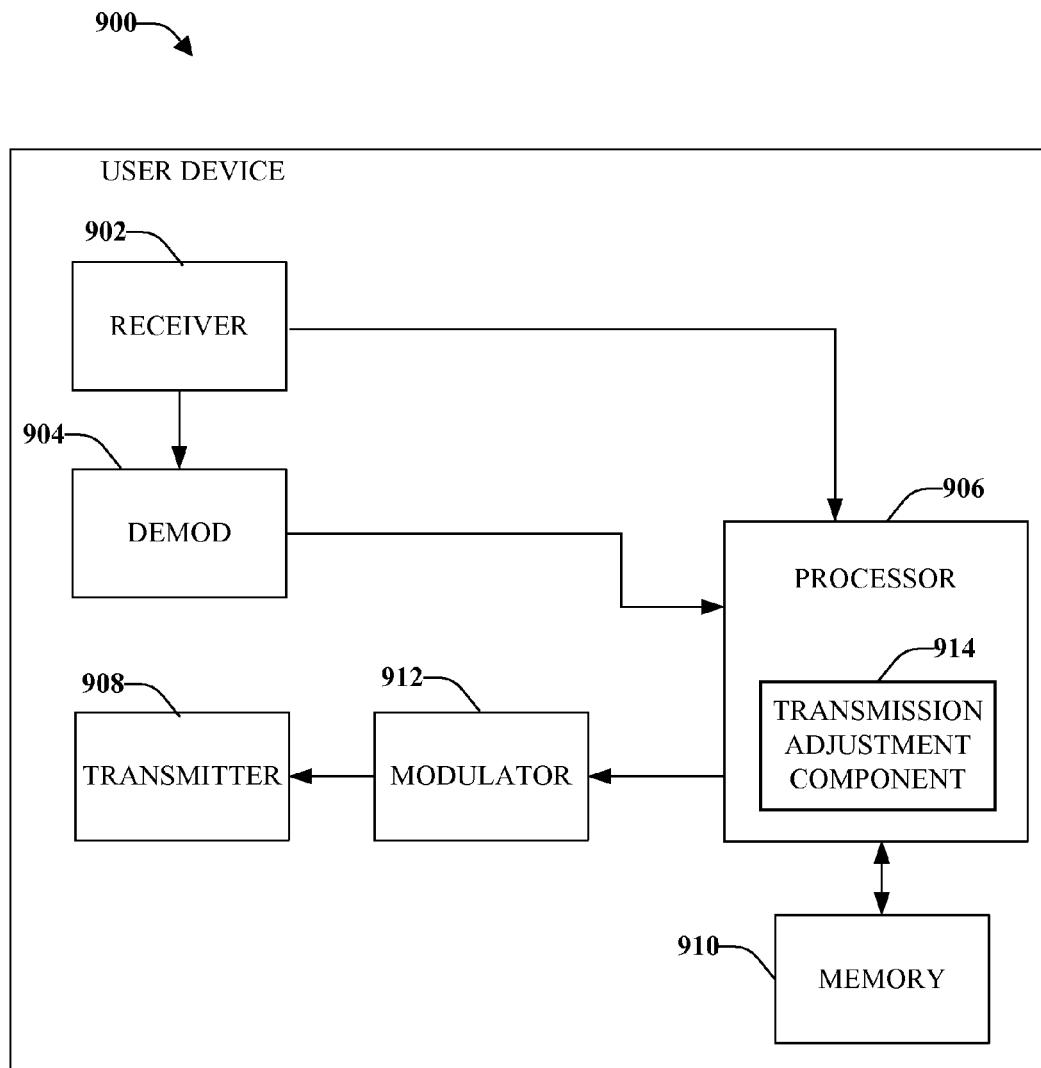 900
USER DEVICE
902
RECEIVER
904
DEMOD
906
PROCESSOR
914
TRANSMISSION
ADJUSTMENT
COMPONENT
908
TRANSMITTER
912
MODULATOR
910
MEMORY